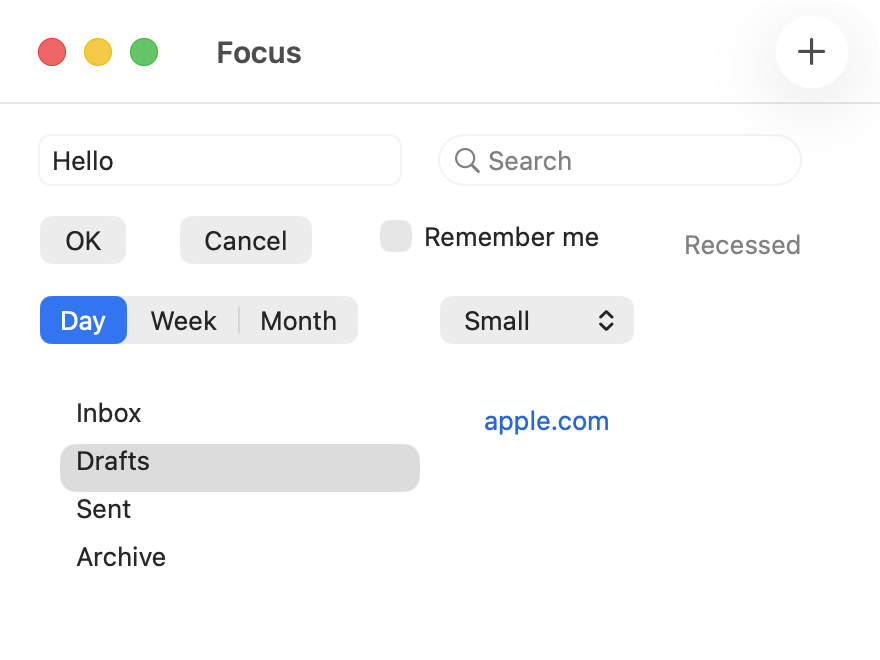 Focus
Hello
Search
OK
Cancel
Remember me
Recessed
Day
Week
Month
Small
Inbox
apple.com
Drafts
Sent
Archive